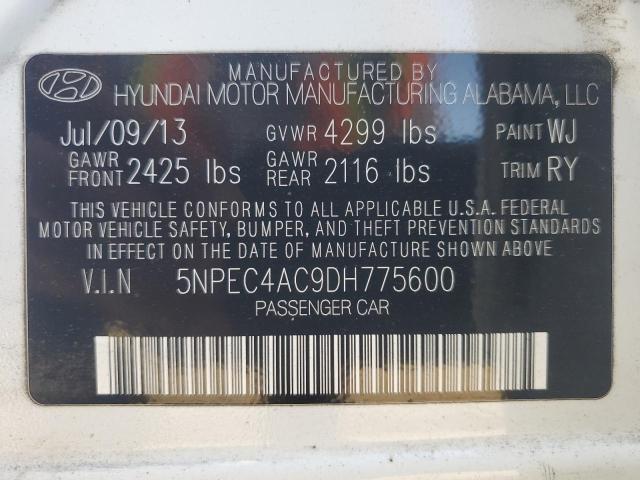 MANUFACTURED BY
HYUNDAI MOTOR MANUFACTURING ALABAMA, LLC
Jul/09/13 GVWR 4299 lbs PAINT WJ
GAWR FRONT 2425 lbs GAWR REAR 2116 lbs TRIM RY
THIS VEHICLE CONFORMS TO ALL APPLICABLE U.S.A. FEDERAL
MOTOR VEHICLE SAFETY, BUMPER, AND THEFT PREVENTION STANDARDS
IN EFFECT ON THE DATE OF MANUFACTURE SHOWN ABOVE
V.I.N 5NPEC4AC9DH775600
PASSENGER CAR